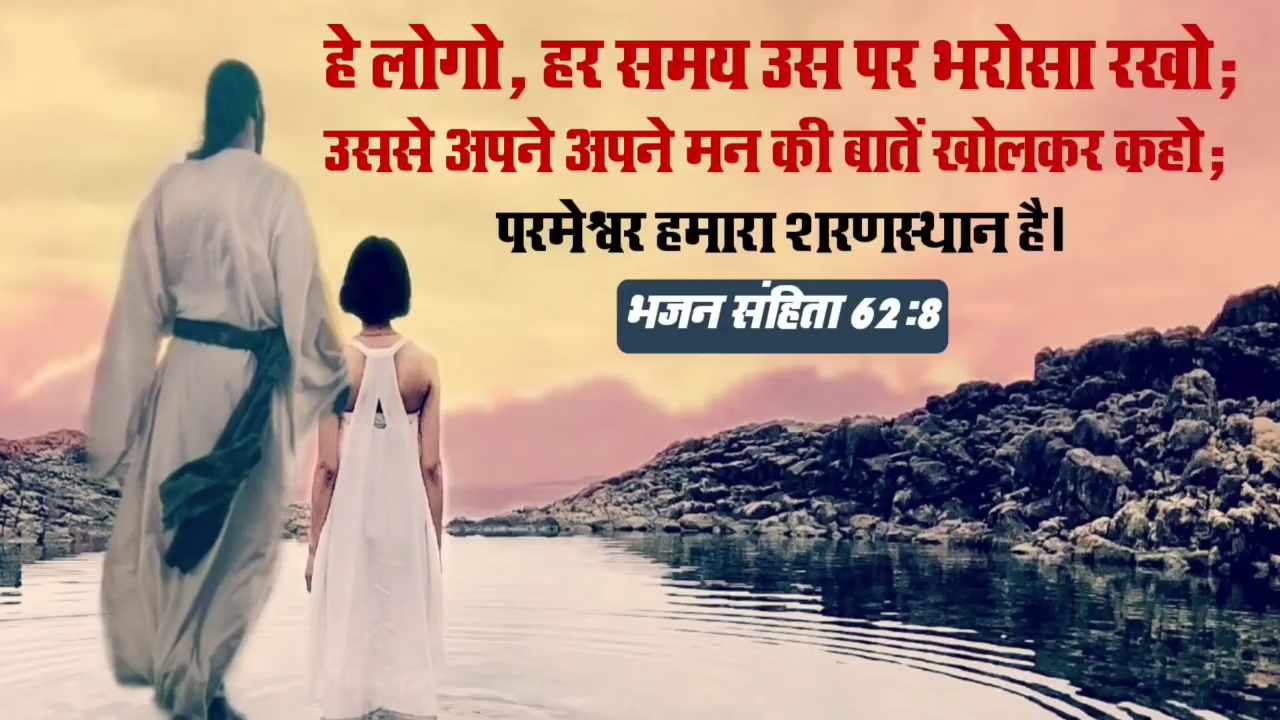 हे लोगो, हर समय उस पर भरोसा रखो;
उससे अपने अपने मन की बातें खोलकर कहो;
परमेश्वर हमारा शरणस्थान है।
भजन संहिता 62:8